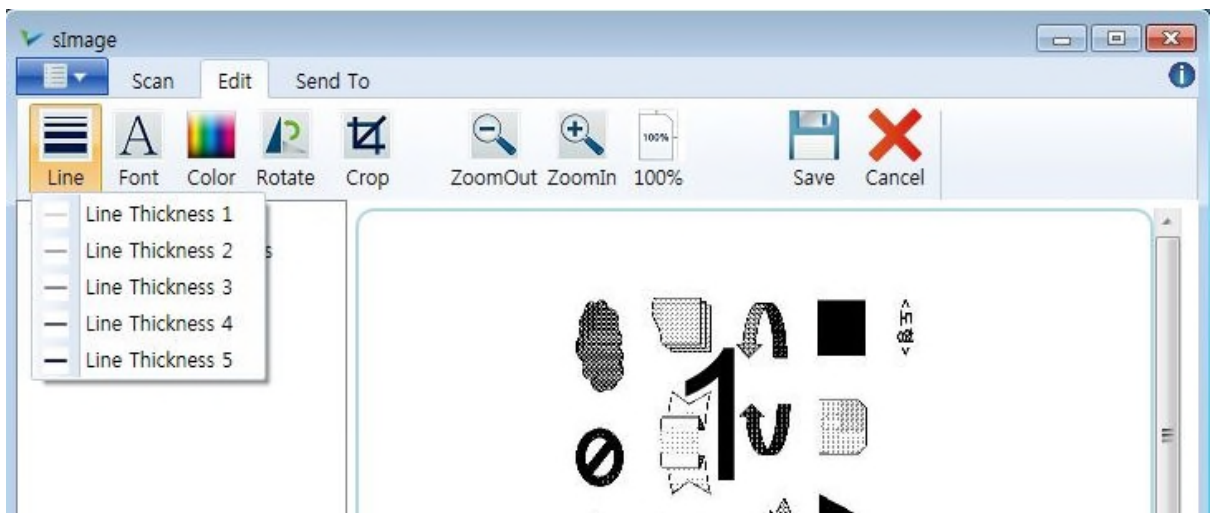 sImage
Scan Edit Send To
100%
Line Font Color Rotate Crop ZoomOut ZoomIn 100% Save Cancel
Line Thickness 1
Line Thickness 2
s
Line Thickness 3
Line Thickness 4
Line Thickness 5
1